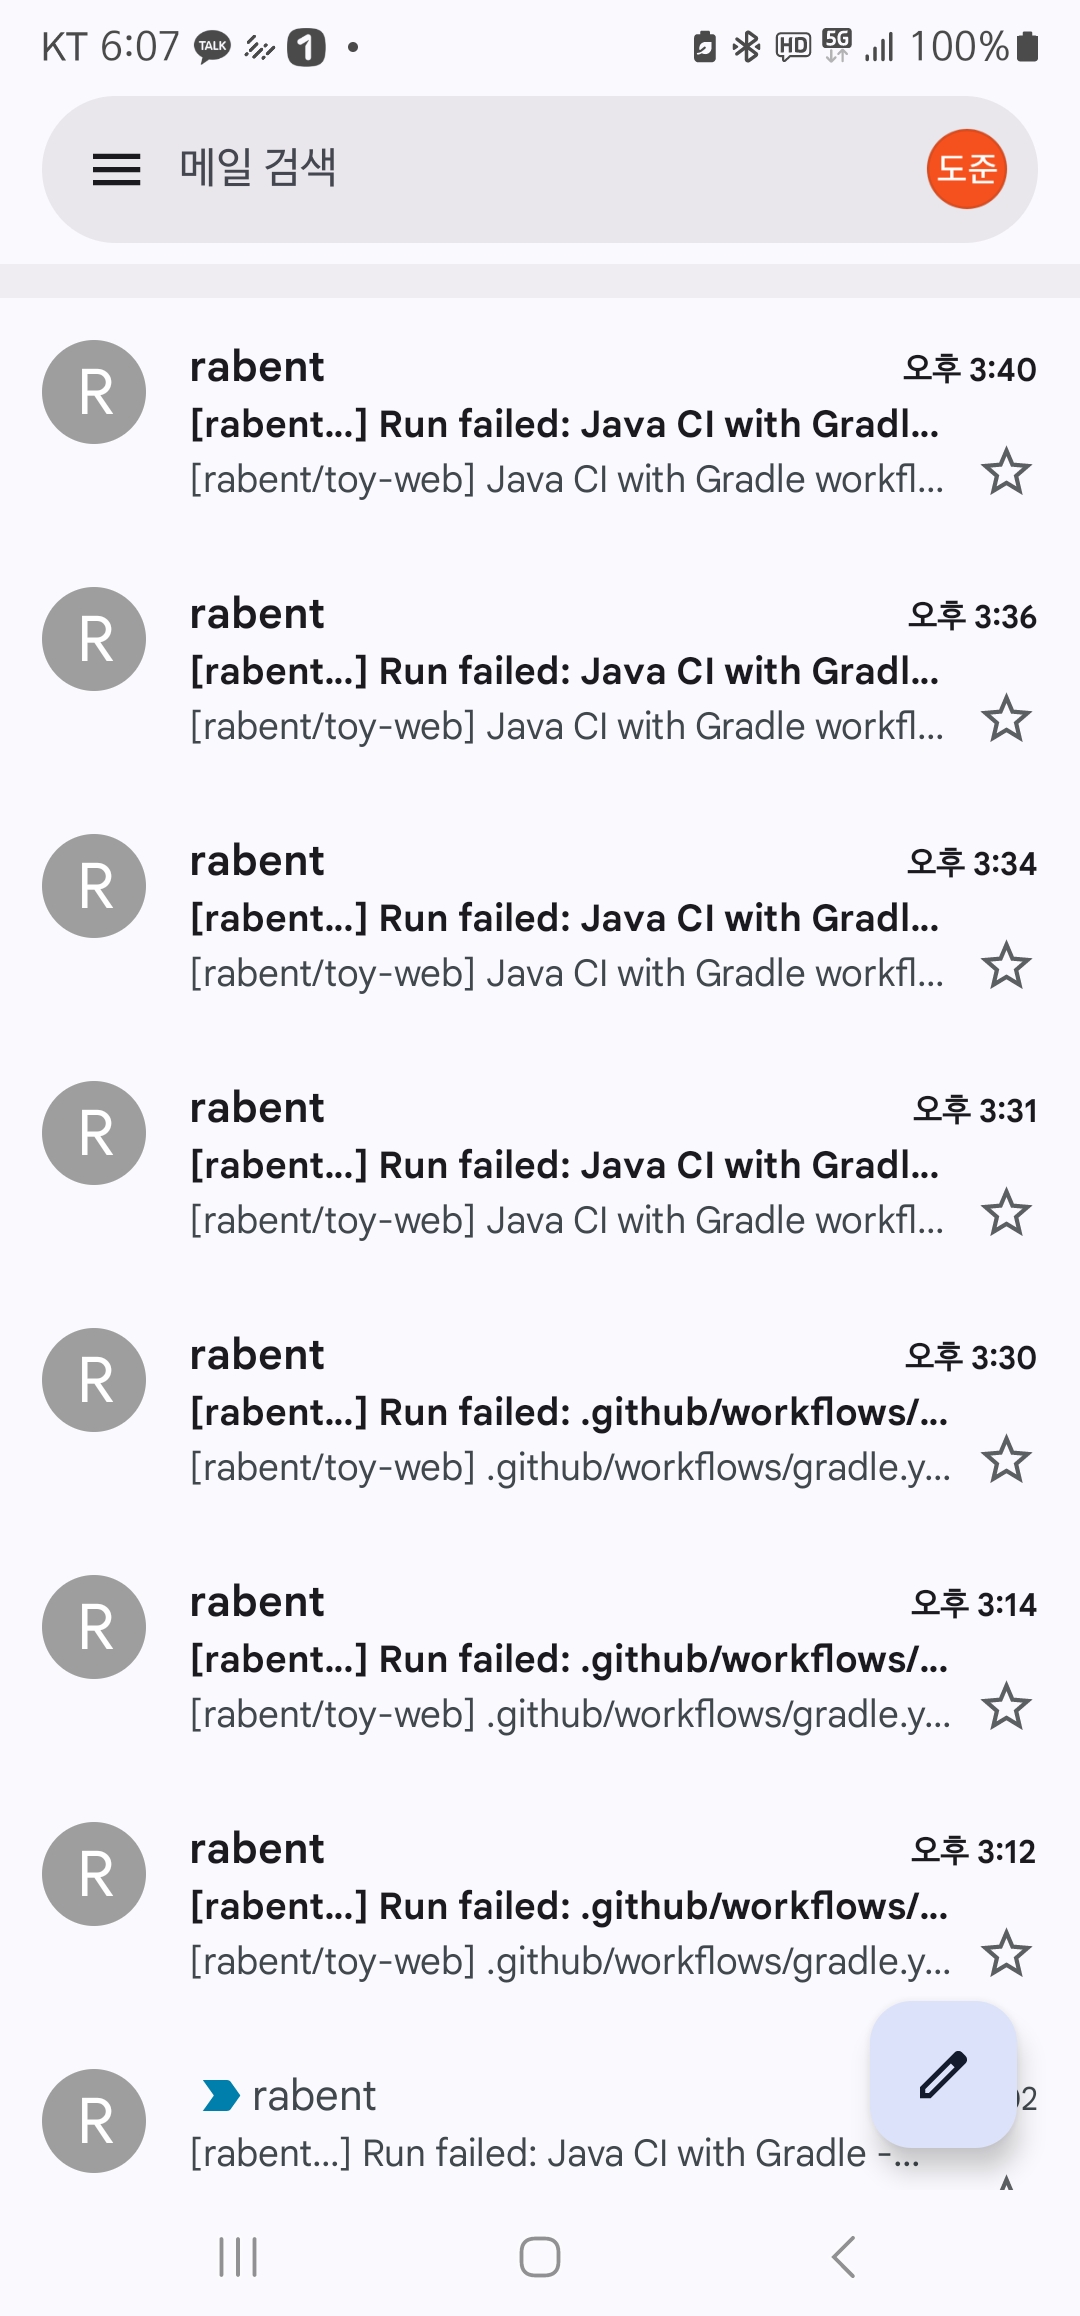 KT 6:07 TALK 1 HD 5G 100%
메일 검색
도준
R
rabent 오후 3:40
[rabent...] Run failed: Java CI with Gradl...
[rabent/toy-web] Java CI with Gradle workfl...
R
rabent 오후 3:36
[rabent...] Run failed: Java CI with Gradl...
[rabent/toy-web] Java CI with Gradle workfl...
R
rabent 오후 3:34
[rabent...] Run failed: Java CI with Gradl...
[rabent/toy-web] Java CI with Gradle workfl...
R
rabent 오후 3:31
[rabent...] Run failed: Java CI with Gradl...
[rabent/toy-web] Java CI with Gradle workfl...
R
rabent 오후 3:30
[rabent...] Run failed: .github/workflows/...
[rabent/toy-web] .github/workflows/gradle.y...
R
rabent 오후 3:14
[rabent...] Run failed: .github/workflows/...
[rabent/toy-web] .github/workflows/gradle.y...
R
rabent 오후 3:12
[rabent...] Run failed: .github/workflows/...
[rabent/toy-web] .github/workflows/gradle.y...
R
rabent
[rabent...] Run failed: Java CI with Gradle -...